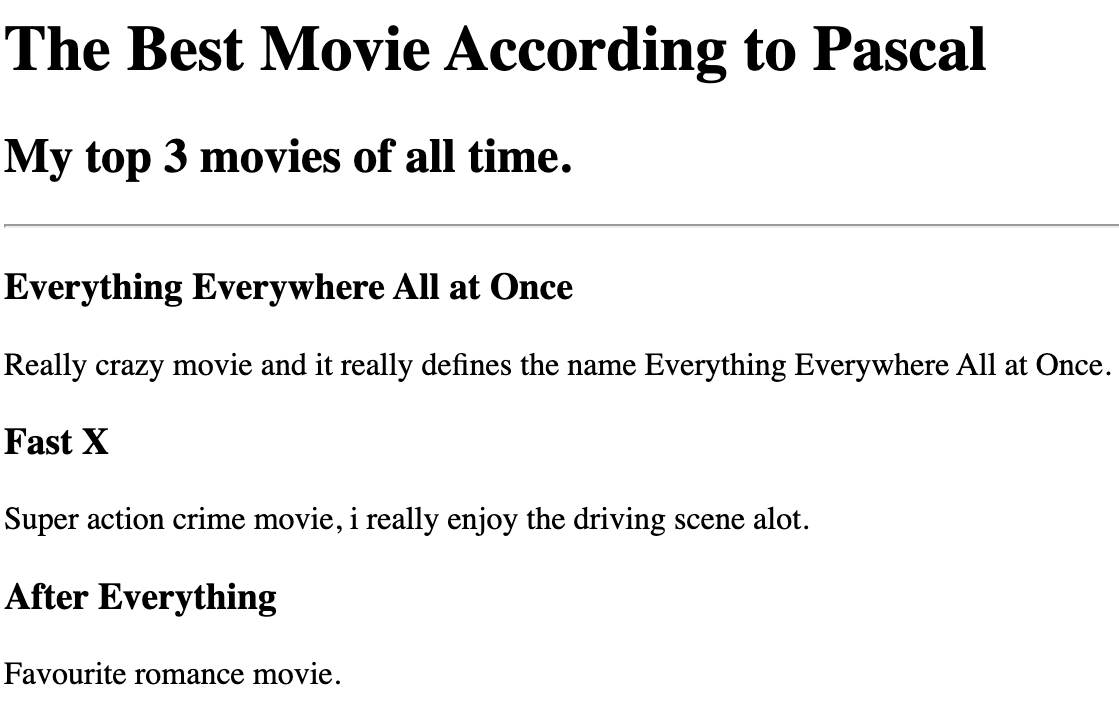 The Best Movie According to Pascal
My top 3 movies of all time.
Everything Everywhere All at Once
Really crazy movie and it really defines the name Everything Everywhere All at Once.
Fast X
Super action crime movie, i really enjoy the driving scene alot.
After Everything
Favourite romance movie.